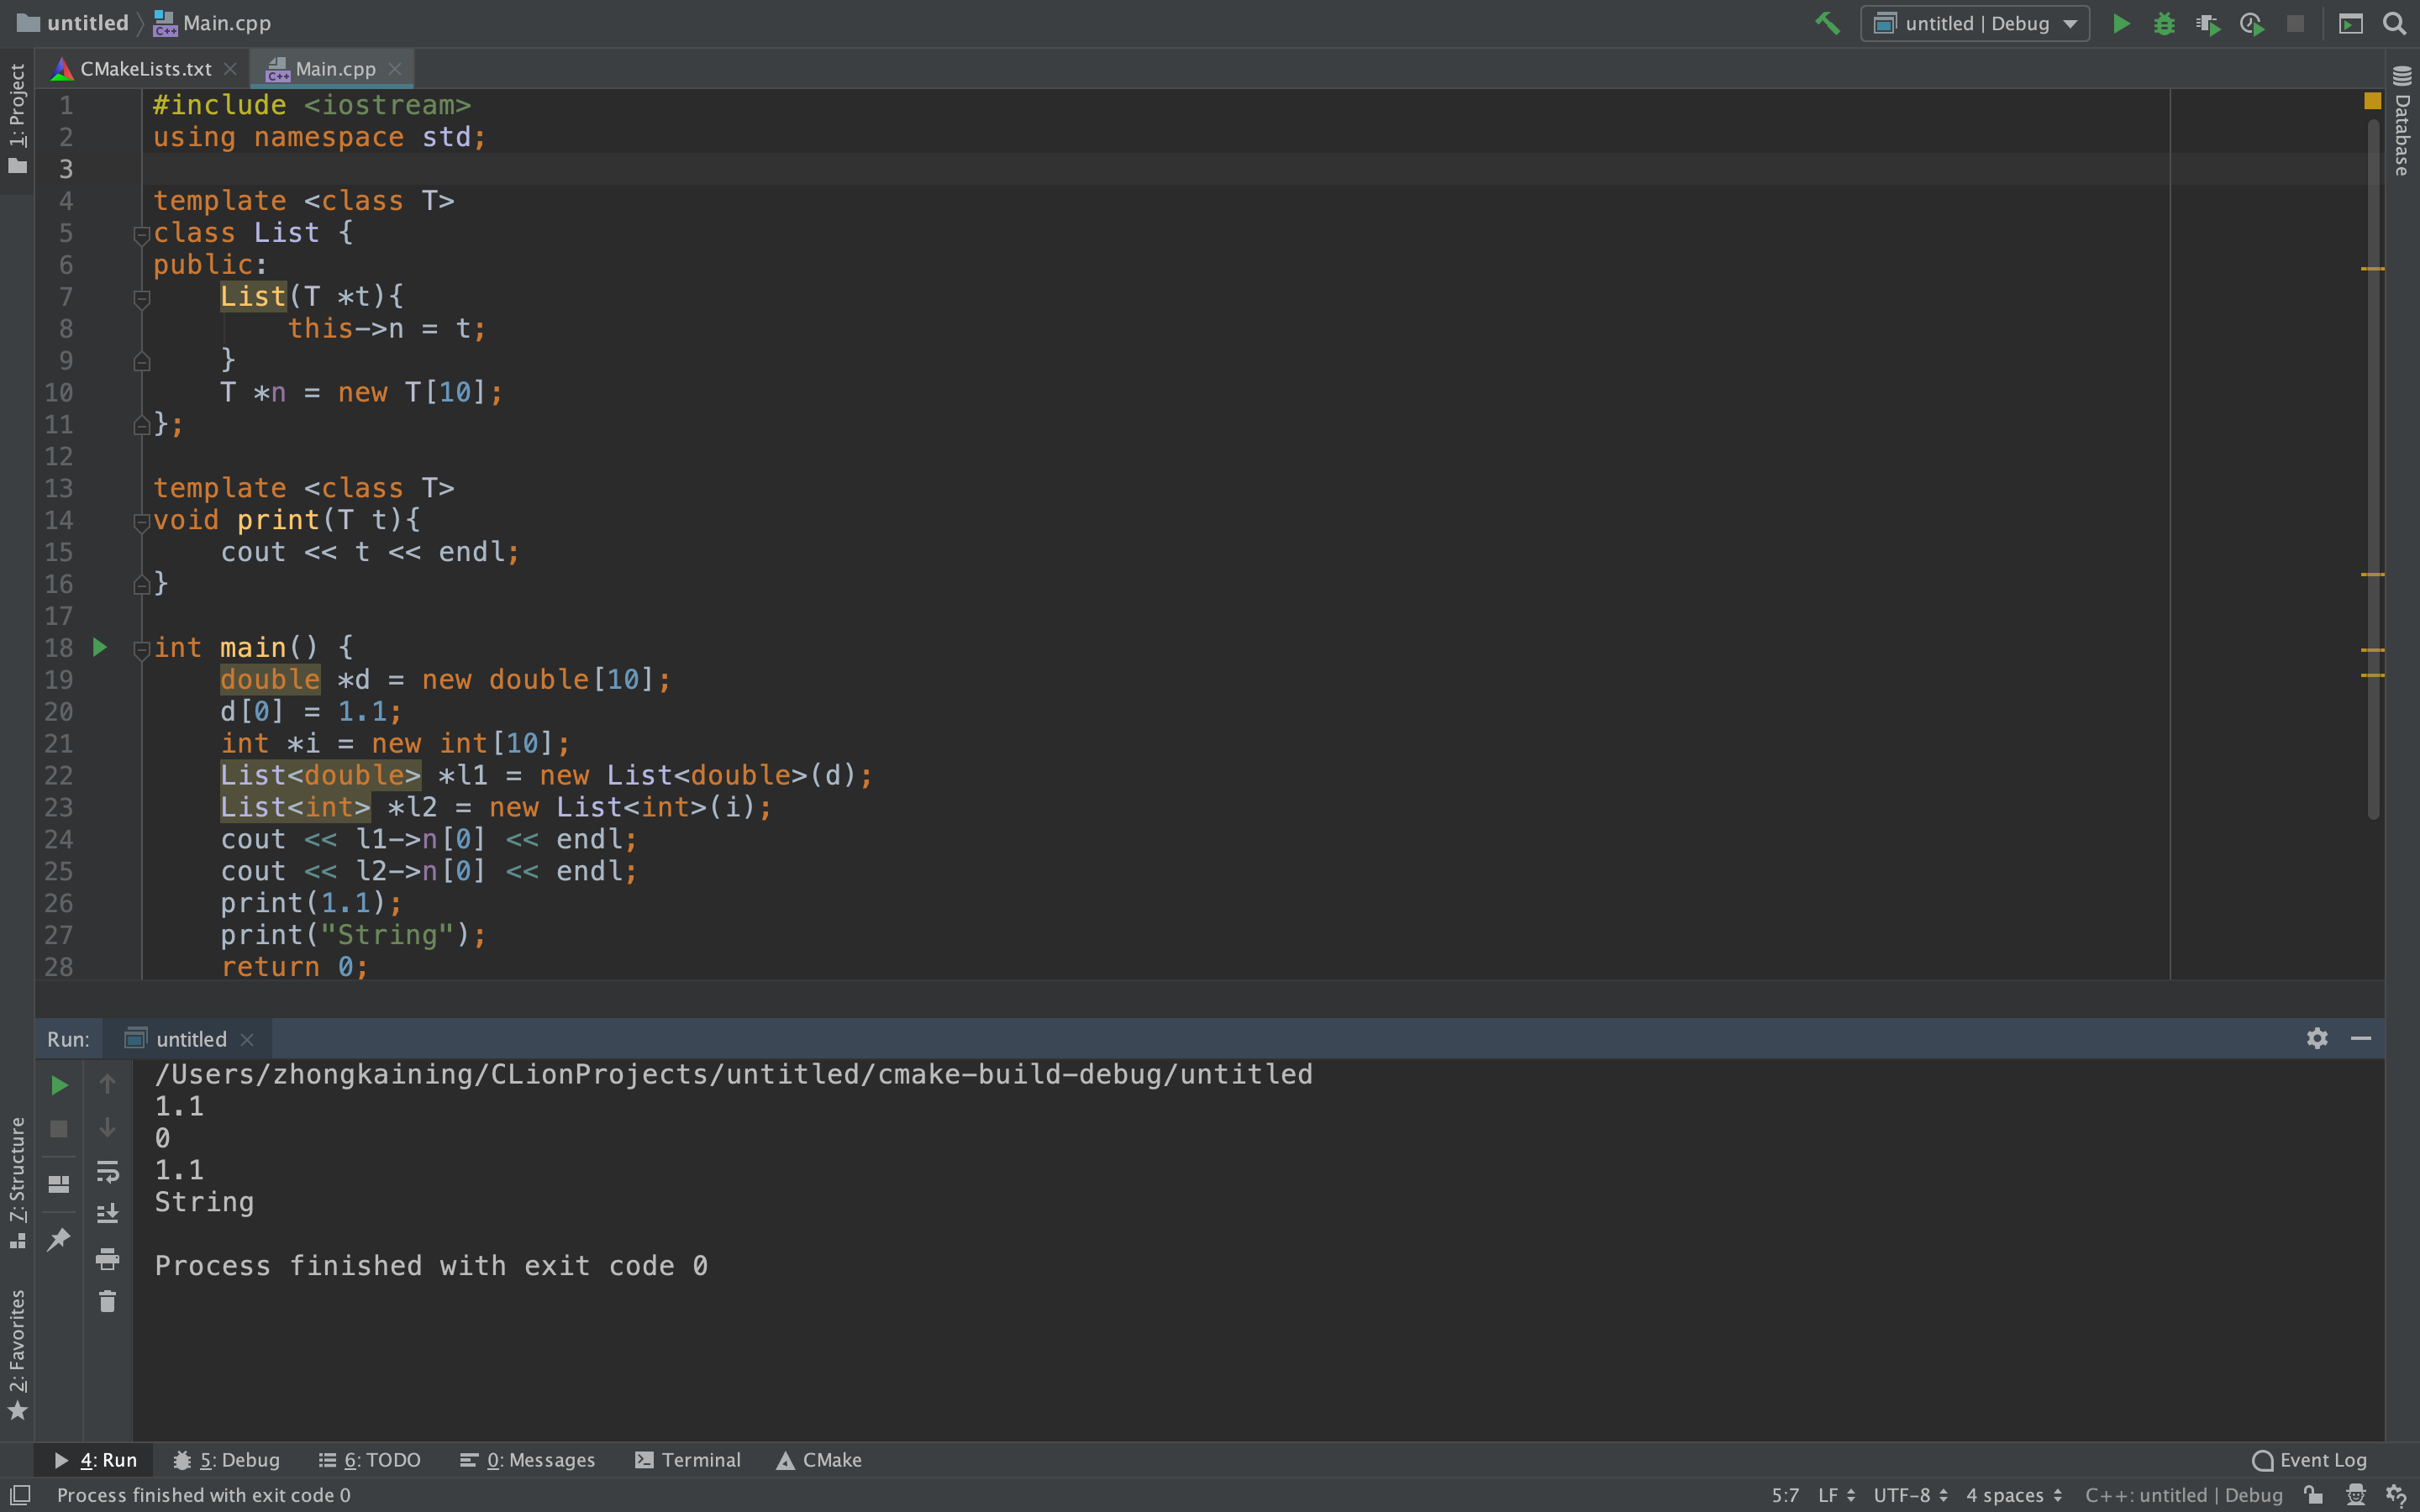 untitled Main.cpp untitled | Debug
CMakeLists.txt Main.cpp
1: Project
Database
1 #include <iostream>
2 using namespace std;
3
4 template <class T>
5 class List {
6 public:
7     List(T *t){
8         this->n = t;
9     }
10     T *n = new T[10];
11 };
12
13 template <class T>
14 void print(T t){
15     cout << t << endl;
16 }
17
18 int main() {
19     double *d = new double[10];
20     d[0] = 1.1;
21     int *i = new int[10];
22     List<double> *l1 = new List<double>(d);
23     List<int> *l2 = new List<int>(i);
24     cout << l1->n[0] << endl;
25     cout << l2->n[0] << endl;
26     print(1.1);
27     print("String");
28     return 0;
Run: untitled
/Users/zhongkaining/CLionProjects/untitled/cmake-build-debug/untitled
1.1
0
1.1
String
Process finished with exit code 0
7: Structure
2: Favorites
4: Run 5: Debug 6: TODO 0: Messages Terminal CMake Event Log
Process finished with exit code 0 5:7 LF UTF-8 4 spaces C++: untitled | Debug